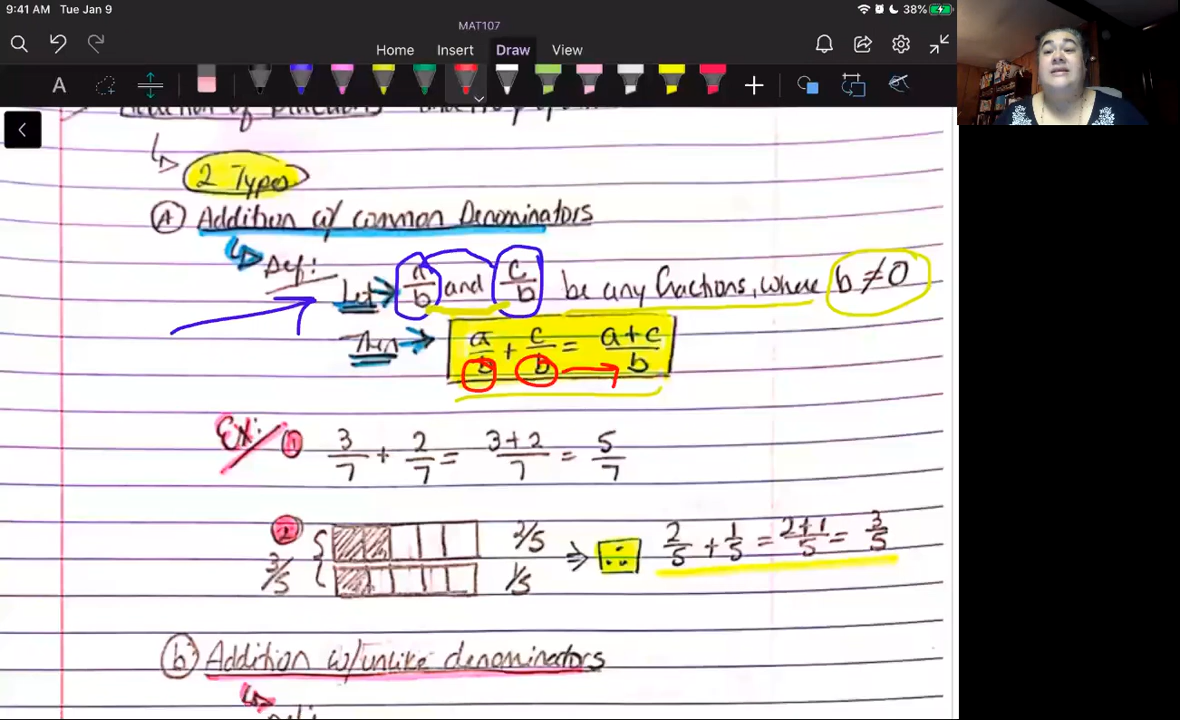 9:41 AM Tue Jan 9
38%
MAT107
Home Insert Draw View
A
2 Types
A Addition w/ common Denominators
Def:
Let → a/b and c/b be any fractions, where b ≠ 0
Then → a/b + c/b = a+c/b
Ex: 1 3/7 + 2/7 = 3+2/7 = 5/7
2 2/5 ⇒ ∴ 2/5 + 1/5 = 2+1/5 = 3/5
3/5 1/5
b Addition w/unlike denominators